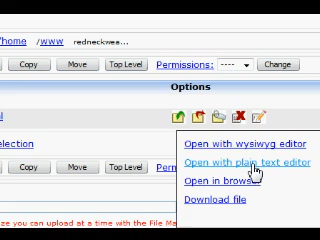 /home /www redneckwea...
Copy Move Top Level Permissions: ---- Change
Options
l
election
Open with wysiwyg editor
Open with plain text editor
Copy Move Top Level Perm
Open in browse
Download file
ze you can upload at a time with the File Ma